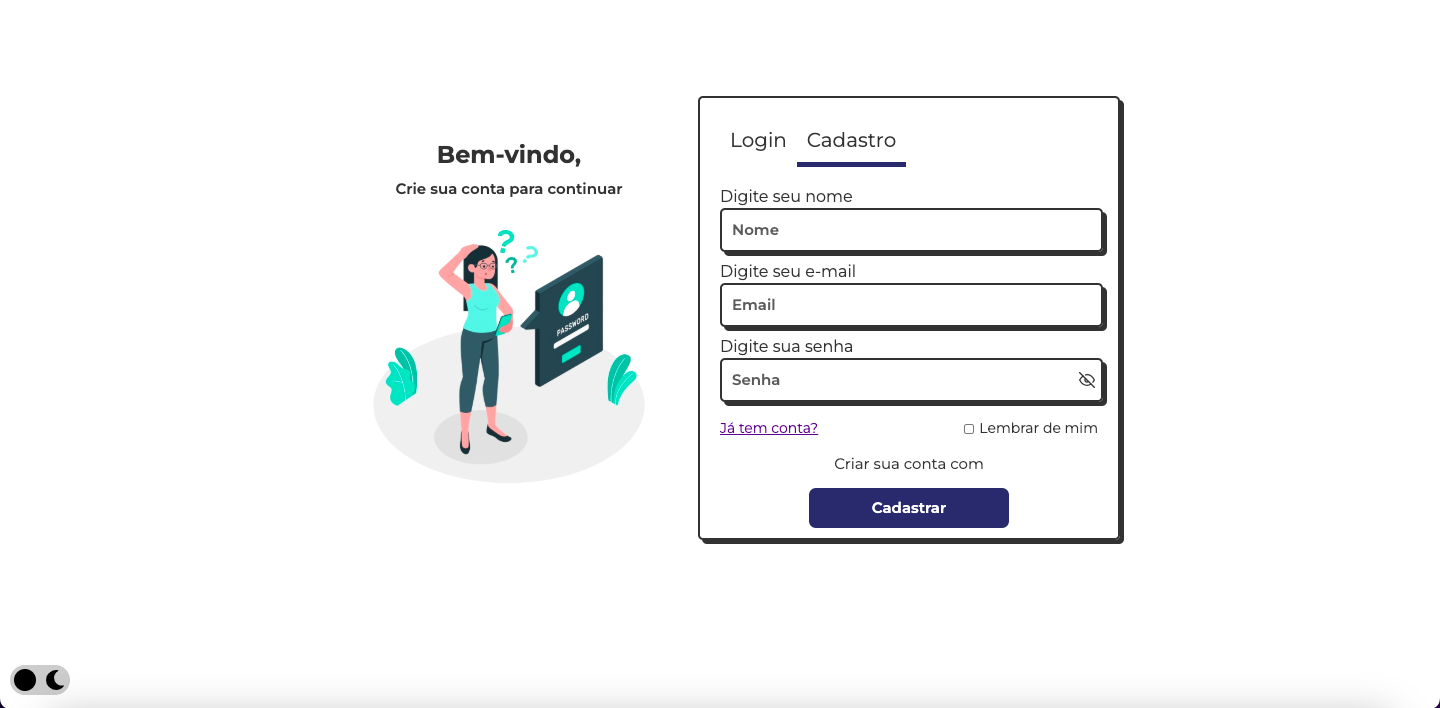 Bem-vindo,
Crie sua conta para continuar
? ? ?
PASSWORD
Login Cadastro
Digite seu nome
Nome
Digite seu e-mail
Email
Digite sua senha
Senha
Já tem conta? Lembrar de mim
Criar sua conta com
Cadastrar